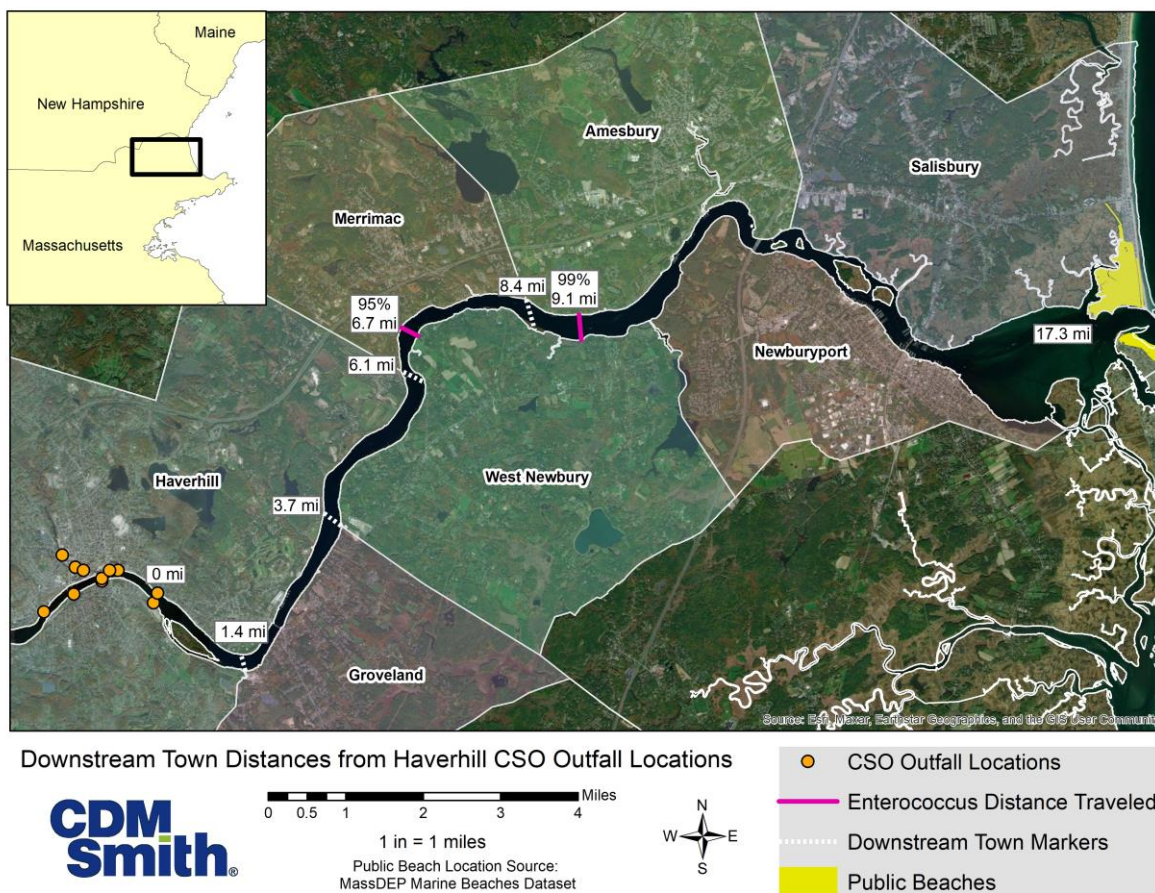 Maine
New Hampshire
Massachusetts
Amesbury
Salisbury
Merrimac
8.4 mi
99%
9.1 mi
95%
6.7 mi
6.1 mi
17.3 mi
Newburyport
Haverhill
West Newbury
3.7 mi
0 mi
1.4 mi
Groveland
Source: Esri, Maxar, Earthstar Geographics, and the GIS User Community
Downstream Town Distances from Haverhill CSO Outfall Locations
CDM
Smith®
Miles
0 0.5 1 2 3 4
1 in = 1 miles
Public Beach Location Source:
MassDEP Marine Beaches Dataset
N
W E
S
CSO Outfall Locations
Enterococcus Distance Traveled
Downstream Town Markers
Public Beaches